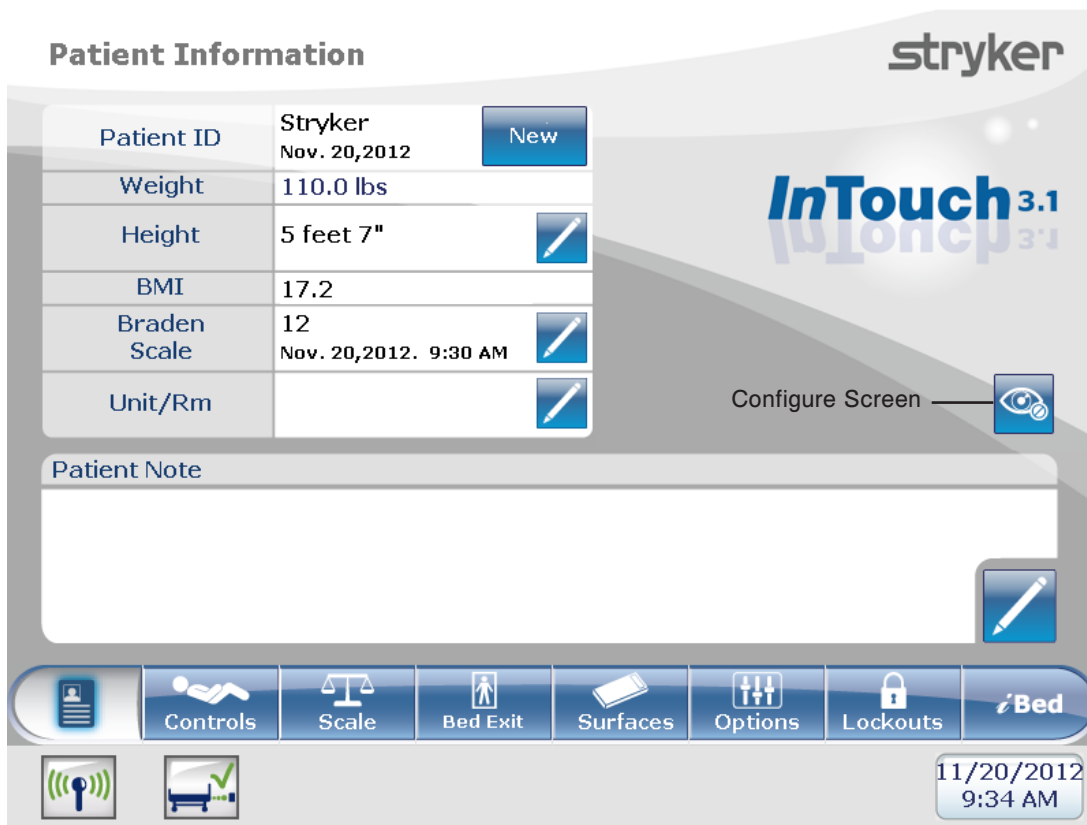 Patient Information
stryker
Patient ID
Stryker
Nov. 20,2012
New
Weight
110.0 lbs
InTouch 3.1
Height
5 feet 7"
BMI
17.2
Braden
Scale
12
Nov. 20,2012. 9:30 AM
Unit/Rm
Configure Screen
Patient Note
Controls
Scale
Bed Exit
Surfaces
Options
Lockouts
iBed
11/20/2012
9:34 AM